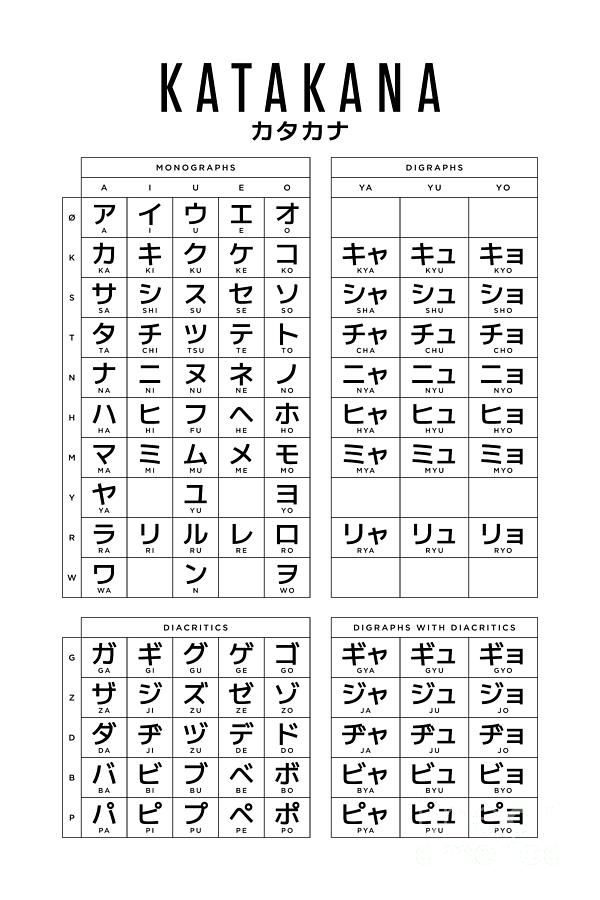 KATAKANA
カタカナ
MONOGRAPHS
A I U E O
Ø ア イ ウ エ オ
A I U E O
K カ キ ク ケ コ
KA KI KU KE KO
S サ シ ス セ ソ
SA SHI SU SE SO
T タ チ ツ テ ト
TA CHI TSU TE TO
N ナ ニ ヌ ネ ノ
NA NI NU NE NO
H ハ ヒ フ ヘ ホ
HA HI FU HE HO
M マ ミ ム メ モ
MA MI MU ME MO
Y ヤ ユ ヨ
YA YU YO
R ラ リ ル レ ロ
RA RI RU RE RO
W ワ ン ヲ
WA N WO
DIGRAPHS
YA YU YO
キャ キュ キョ
KYA KYU KYO
シャ シュ ショ
SHA SHU SHO
チャ チュ チョ
CHA CHU CHO
ニャ ニュ ニョ
NYA NYU NYO
ヒャ ヒュ ヒョ
HYA HYU HYO
ミャ ミュ ミョ
MYA MYU MYO
リャ リュ リョ
RYA RYU RYO
DIACRITICS
G ガ ギ グ ゲ ゴ
GA GI GU GE GO
Z ザ ジ ズ ゼ ゾ
ZA JI ZU ZE ZO
D ダ ヂ ヅ デ ド
DA JI ZU DE DO
B バ ビ ブ ベ ボ
BA BI BU BE BO
P パ ピ プ ペ ポ
PA PI PU PE PO
DIGRAPHS WITH DIACRITICS
ギャ ギュ ギョ
GYA GYU GYO
ジャ ジュ ジョ
JA JU JO
ヂャ ヂュ ヂョ
JA JU JO
ビャ ビュ ビョ
BYA BYU BYO
ピャ ピュ ピョ
PYA PYU PYO